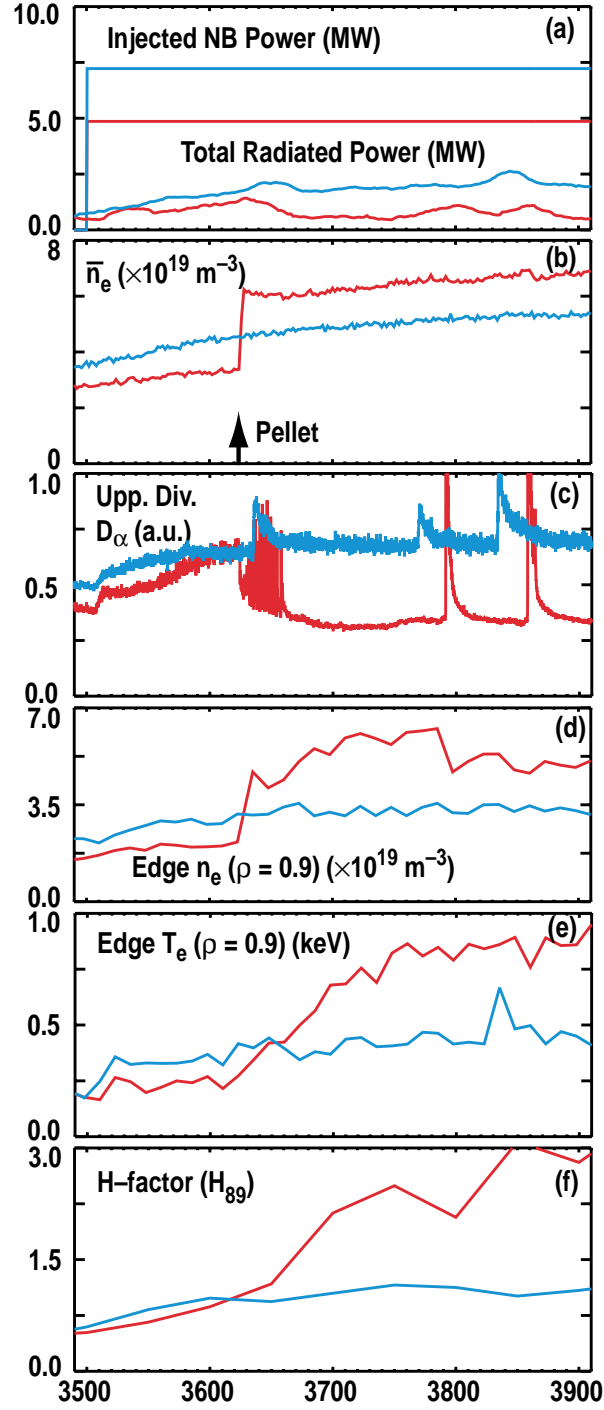 10.0
Injected NB Power (MW)
(a)
5.0
Total Radiated Power (MW)
0.0
8
n̅e (×10¹⁹ m⁻³)
(b)
4
Pellet
0
1.0
Upp. Div.
(c)
Dα (a.u.)
0.5
0.0
7.0
(d)
3.5
Edge ne (ρ = 0.9) (×10¹⁹ m⁻³)
0.0
1.0
Edge Te (ρ = 0.9) (keV)
(e)
0.5
0.0
3.0
H–factor (H89)
(f)
1.5
0.0
3500 3600 3700 3800 3900